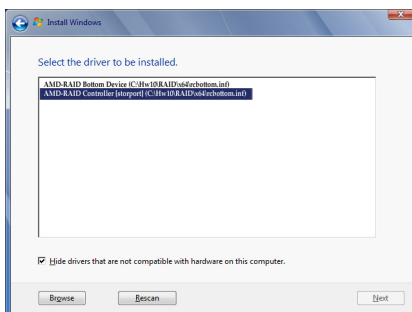 Install Windows
Select the driver to be installed.
AMD-RAID Bottom Device (C:\Hw10\RAID\x64\rcbottom.inf)
AMD-RAID Controller [storport] (C:\Hw10\RAID\x64\rcbottom.inf)
Hide drivers that are not compatible with hardware on this computer.
Browse
Rescan
Next